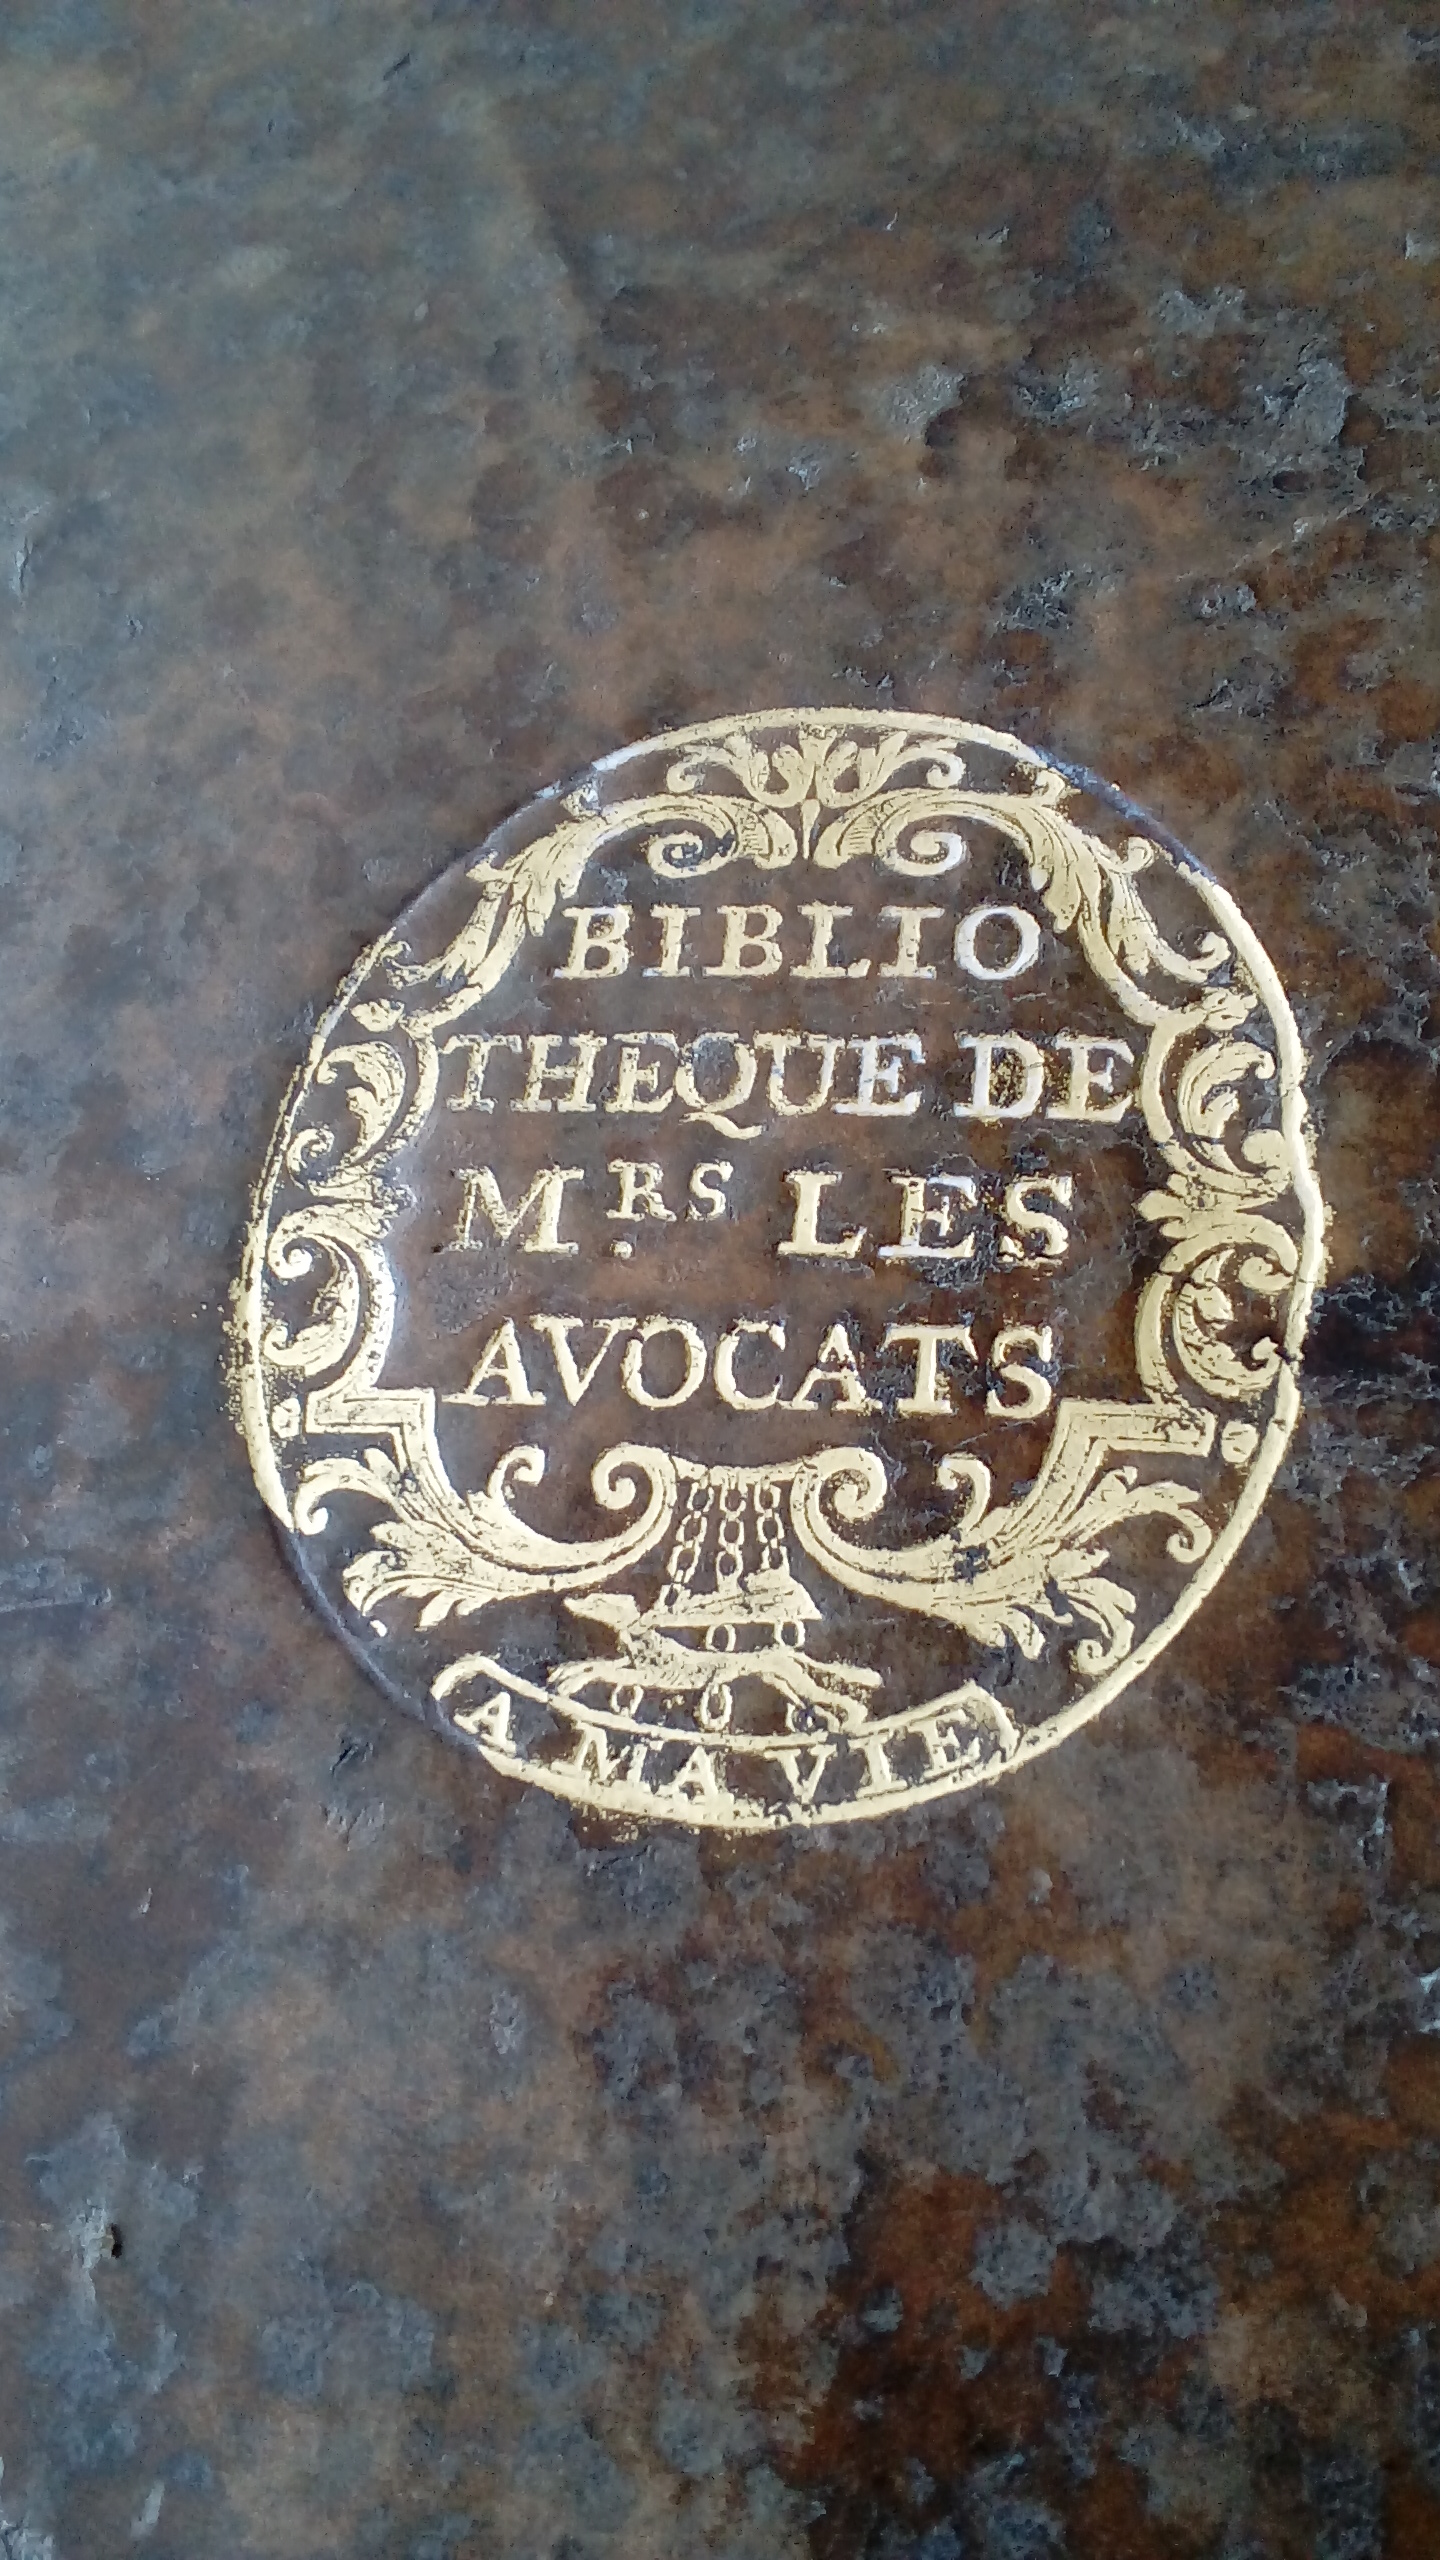 BIBLIO
THEQUE DE
M.RS LES
AVOCATS
A MA VIE